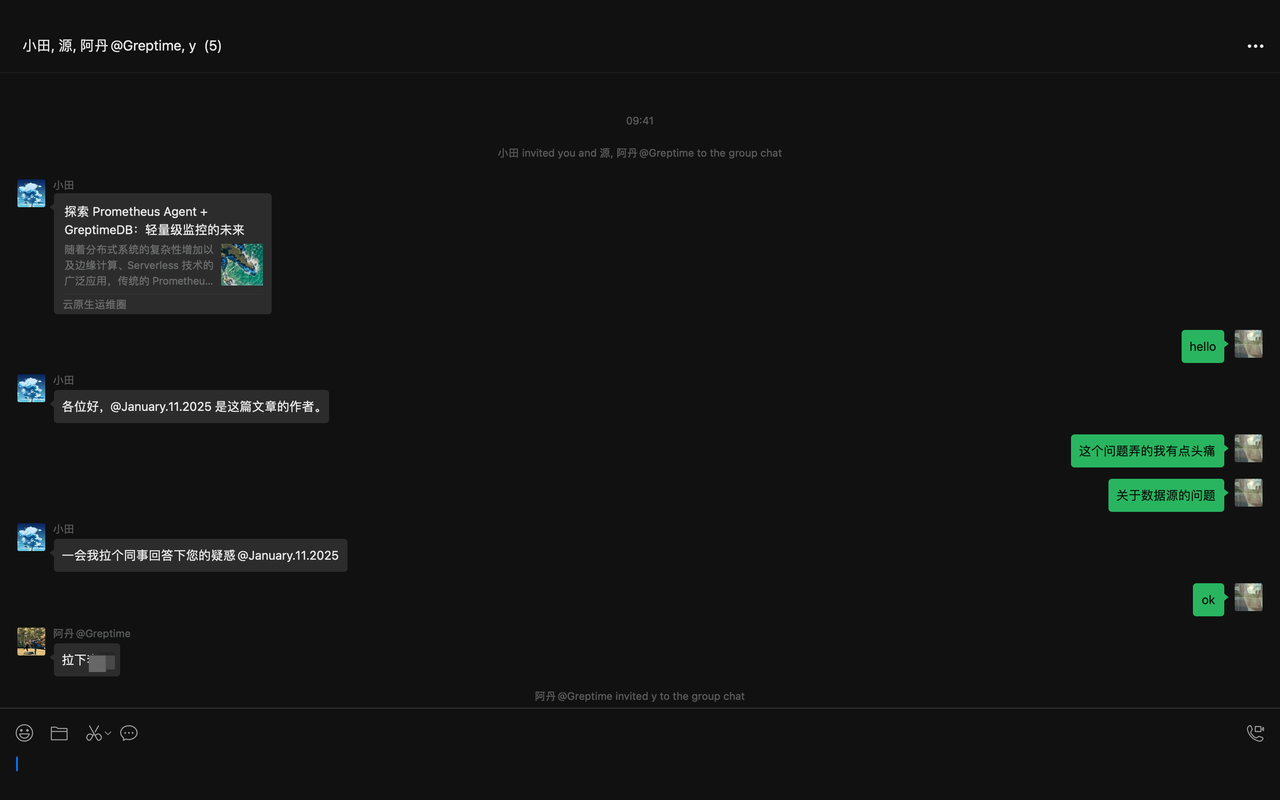 小田, 源, 阿丹@Greptime, y (5)
09:41
小田 invited you and 源, 阿丹@Greptime to the group chat
小田
探索 Prometheus Agent +
GreptimeDB：轻量级监控的未来
随着分布式系统的复杂性增加以
及边缘计算、Serverless 技术的
广泛应用，传统的 Prometheu...
云原生运维圈
hello
小田
各位好，@January.11.2025 是这篇文章的作者。
这个问题弄的我有点头痛
关于数据源的问题
小田
一会我拉个同事回答下您的疑惑@January.11.2025
ok
阿丹@Greptime
拉下
阿丹@Greptime invited y to the group chat